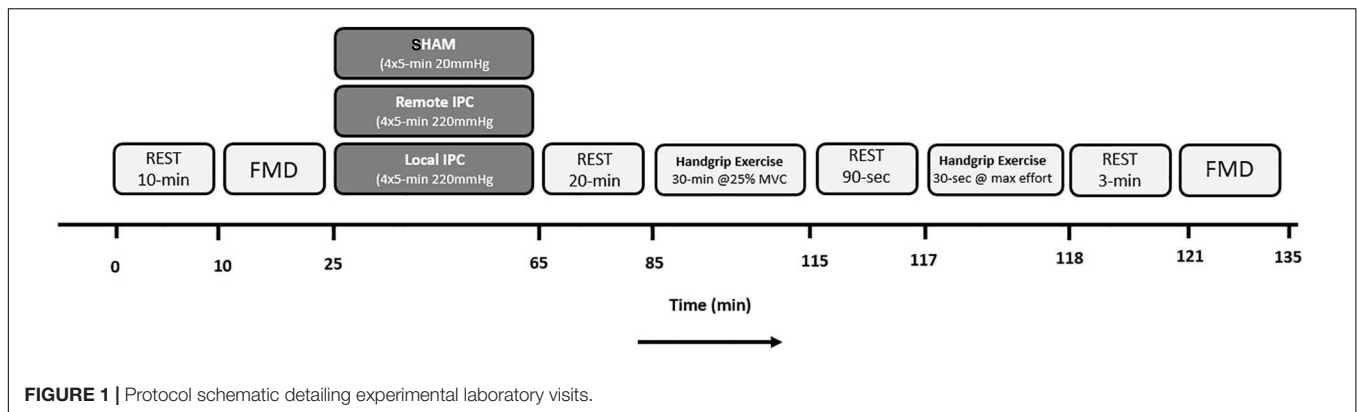 SHAM
(4x5-min 20mmHg
Remote IPC
(4x5-min 220mmHg
Local IPC
(4x5-min 220mmHg
REST
10-min
FMD
REST
20-min
Handgrip Exercise
30-min @25% MVC
REST
90-sec
Handgrip Exercise
30-sec @ max effort
REST
3-min
FMD
0 10 25 65 85 115 117 118 121 135
Time (min)
FIGURE 1 | Protocol schematic detailing experimental laboratory visits.